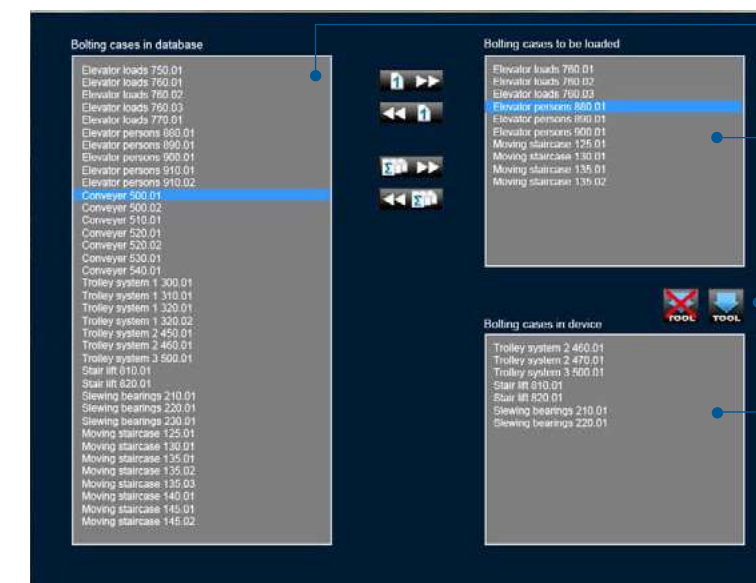 Bolting cases in database
Elevator loads 750.01
Elevator loads 760.01
Elevator loads 760.02
Elevator loads 760.03
Elevator loads 770.01
Elevator persons 880.01
Elevator persons 890.01
Elevator persons 900.01
Elevator persons 910.01
Elevator persons 910.02
Conveyer 500.01
Conveyer 500.02
Conveyer 510.01
Conveyer 520.01
Conveyer 520.02
Conveyer 530.01
Conveyer 540.01
Trolley system 1 300.01
Trolley system 1 310.01
Trolley system 1 320.01
Trolley system 1 320.02
Trolley system 2 450.01
Trolley system 2 460.01
Trolley system 3 500.01
Stair lift 810.01
Stair lift 820.01
Slewing bearings 210.01
Slewing bearings 220.01
Slewing bearings 230.01
Moving staircase 125.01
Moving staircase 130.01
Moving staircase 135.01
Moving staircase 135.02
Moving staircase 135.03
Moving staircase 140.01
Moving staircase 145.01
Moving staircase 145.02
1
1
Σ
Σ
Bolting cases to be loaded
Elevator loads 760.01
Elevator loads 760.02
Elevator loads 760.03
Elevator persons 880.01
Elevator persons 890.01
Elevator persons 900.01
Moving staircase 125.01
Moving staircase 130.01
Moving staircase 135.01
Moving staircase 135.02
TOOL TOOL
Bolting cases in device
Trolley system 2 460.01
Trolley system 2 470.01
Trolley system 3 500.01
Stair lift 810.01
Stair lift 820.01
Slewing bearings 210.01
Slewing bearings 220.01